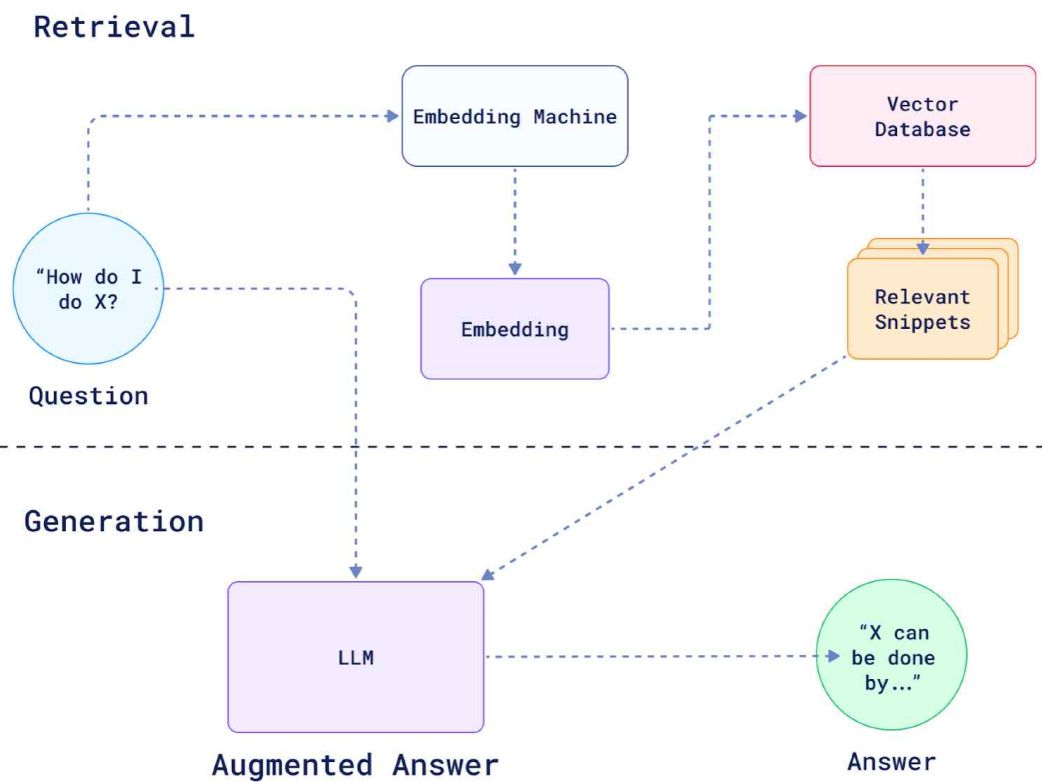 Retrieval
Embedding Machine
Vector
Database
“How do I
do X?
Embedding
Relevant
Snippets
Question
Generation
LLM
“X can
be done
by…”
Augmented Answer
Answer